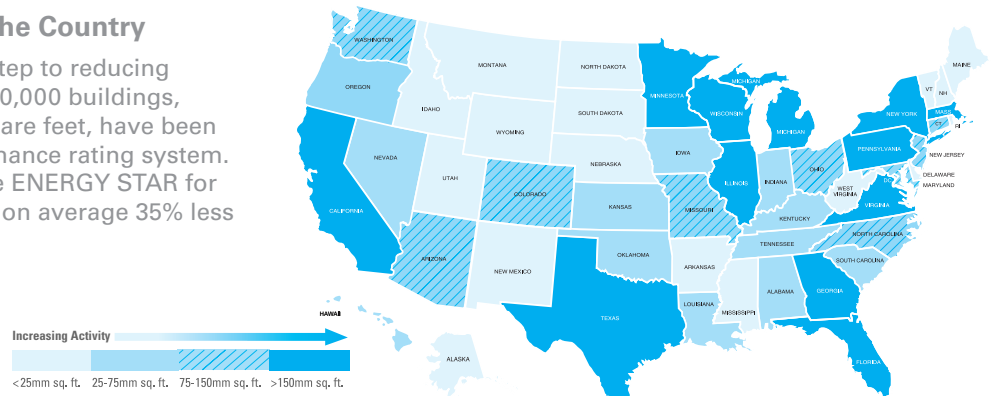 he Country
tep to reducing
0,000 buildings,
are feet, have been
nance rating system.
e ENERGY STAR for
on average 35% less
WASHINGTON
OREGON
CALIFORNIA
NEVADA
IDAHO
MONTANA
WYOMING
UTAH
COLORADO
ARIZONA
NEW MEXICO
NORTH DAKOTA
SOUTH DAKOTA
NEBRASKA
KANSAS
OKLAHOMA
TEXAS
MINNESOTA
IOWA
MISSOURI
ARKANSAS
LOUISIANA
WISCONSIN
ILLINOIS
MICHIGAN
MICHIGAN
INDIANA
OHIO
KENTUCKY
TENNESSEE
MISSISSIPPI
ALABAMA
GEORGIA
FLORIDA
SOUTH CAROLINA
NORTH CAROLINA
VIRGINIA
WEST
VIRGINIA
DC
PENNSYLVANIA
NEW YORK
VT
NH
MAINE
MASS
CT
RI
NEW JERSEY
DELAWARE
MARYLAND
HAWAII
ALASKA
Increasing Activity
<25mm sq. ft. 25-75mm sq. ft. 75-150mm sq. ft. >150mm sq. ft.